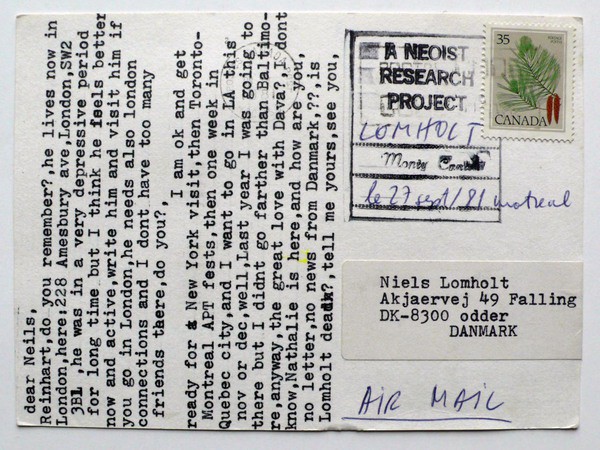 dear Neils,
Reinhart,do you remember?,he lives now in
London,here:228 Amesbury ave,London,SW2
3Bl ,he was in a very depressive period
for long time but I think he feels better
now and active,write him and visit him if
you go in London,he needs also london
connections and I dont have too many
friends there,do you?,
I am ok and get
ready for a New York visit,then Toronto-
Montreal APT fests,then one week in
Quebec city,and I want to go in LA this
nov or dec,well,Last year I was going to
there but I didnt go farther than Baltimo-
re,anyway,the great love with Dava?,I dont
know,Nathalie is here,and how are you,
no letter,no news from Danmark,??,is
Lomholt dead?,tell me yours,see you,
A NEOIST
RESEARCH
PROJECT
LOMHOLT
Monty
le 27 sept/81 montreal
35
CANADA
Niels Lomholt
Akjaervej 49 Falling
DK-8300 odder
DANMARK
AIR MAIL